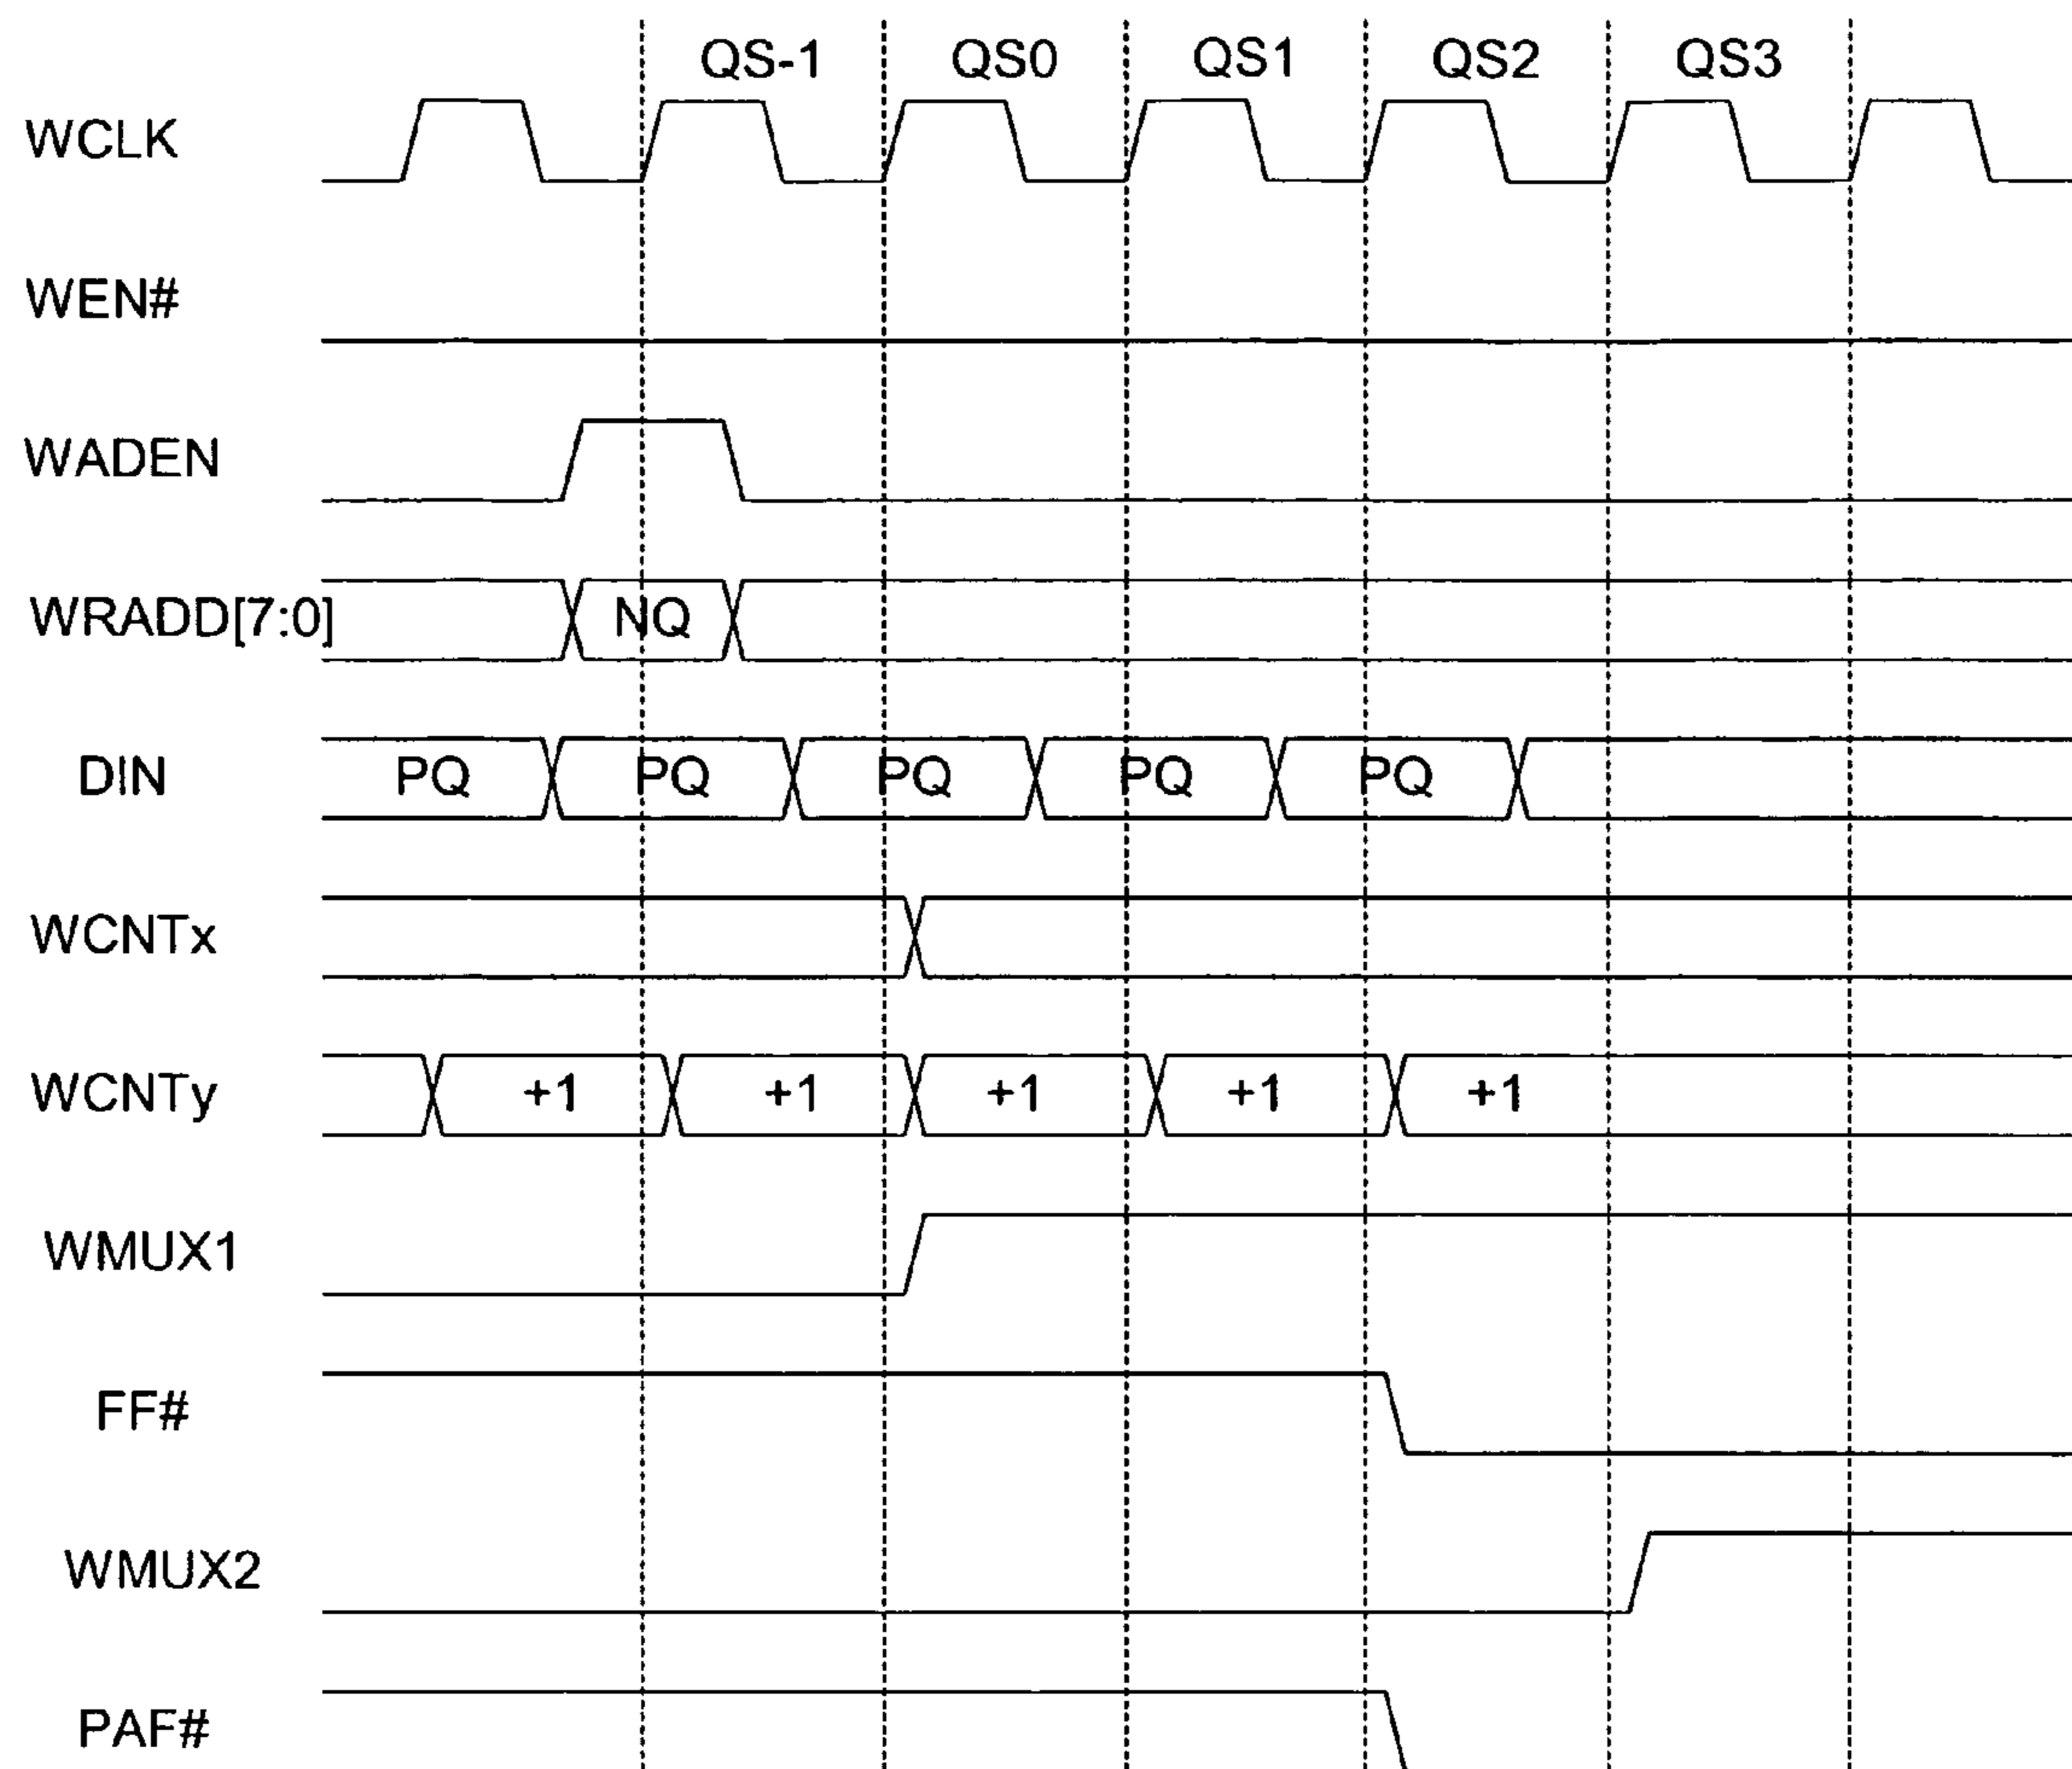 QS-1 QS0 QS1 QS2 QS3
WCLK
WEN#
WADEN
WRADD[7:0] NQ
DIN PQ PQ PQ PQ PQ
WCNTx
WCNTy +1 +1 +1 +1 +1
WMUX1
FF#
WMUX2
PAF#